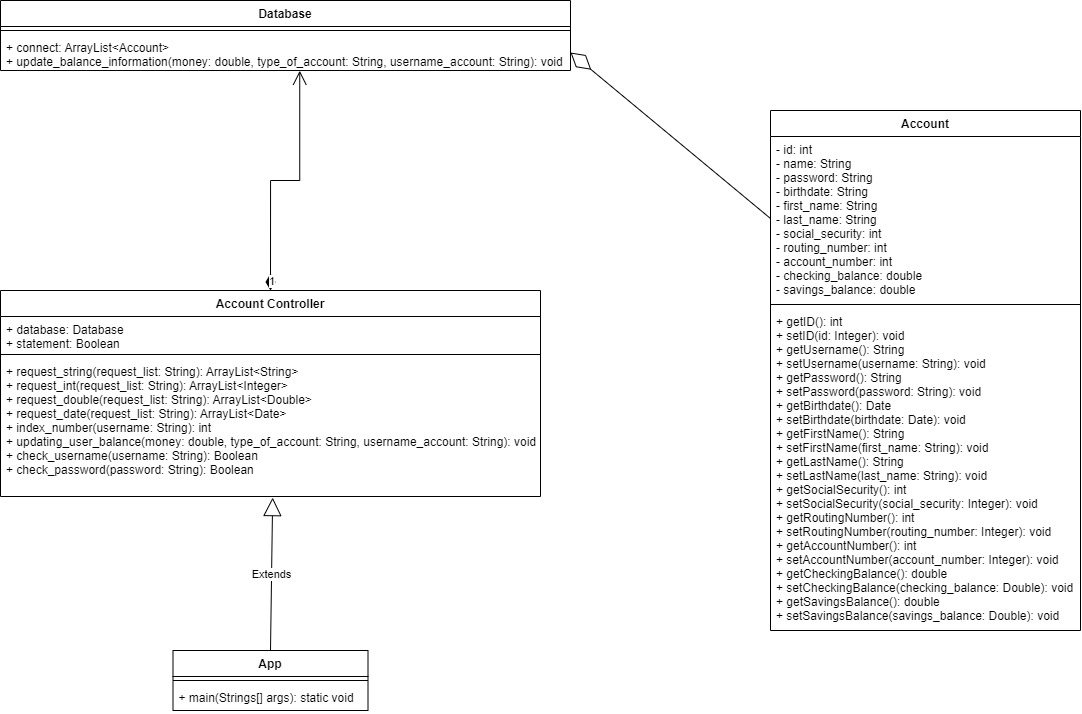 Database
+ connect: ArrayList<Account>
+ update_balance_information(money: double, type_of_account: String, username_account: String): void
Account
- id: int
- name: String
- password: String
- birthdate: String
- first_name: String
- last_name: String
- social_security: int
- routing_number: int
- account_number: int
- checking_balance: double
- savings_balance: double
+ getID(): int
+ setID(id: Integer): void
+ getUsername(): String
+ setUsername(username: String): void
+ getPassword(): String
+ setPassword(password: String): void
+ getBirthdate(): Date
+ setBirthdate(birthdate: Date): void
+ getFirstName(): String
+ setFirstName(first_name: String): void
+ getLastName(): String
+ setLastName(last_name: String): void
+ getSocialSecurity(): int
+ setSocialSecurity(social_security: Integer): void
+ getRoutingNumber(): int
+ setRoutingNumber(routing_number: Integer): void
+ getAccountNumber(): int
+ setAccountNumber(account_number: Integer): void
+ getCheckingBalance(): double
+ setCheckingBalance(checking_balance: Double): void
+ getSavingsBalance(): double
+ setSavingsBalance(savings_balance: Double): void
1
Account Controller
+ database: Database
+ statement: Boolean
+ request_string(request_list: String): ArrayList<String>
+ request_int(request_list: String): ArrayList<Integer>
+ request_double(request_list: String): ArrayList<Double>
+ request_date(request_list: String): ArrayList<Date>
+ index_number(username: String): int
+ updating_user_balance(money: double, type_of_account: String, username_account: String): void
+ check_username(username: String): Boolean
+ check_password(password: String): Boolean
Extends
App
+ main(Strings[] args): static void